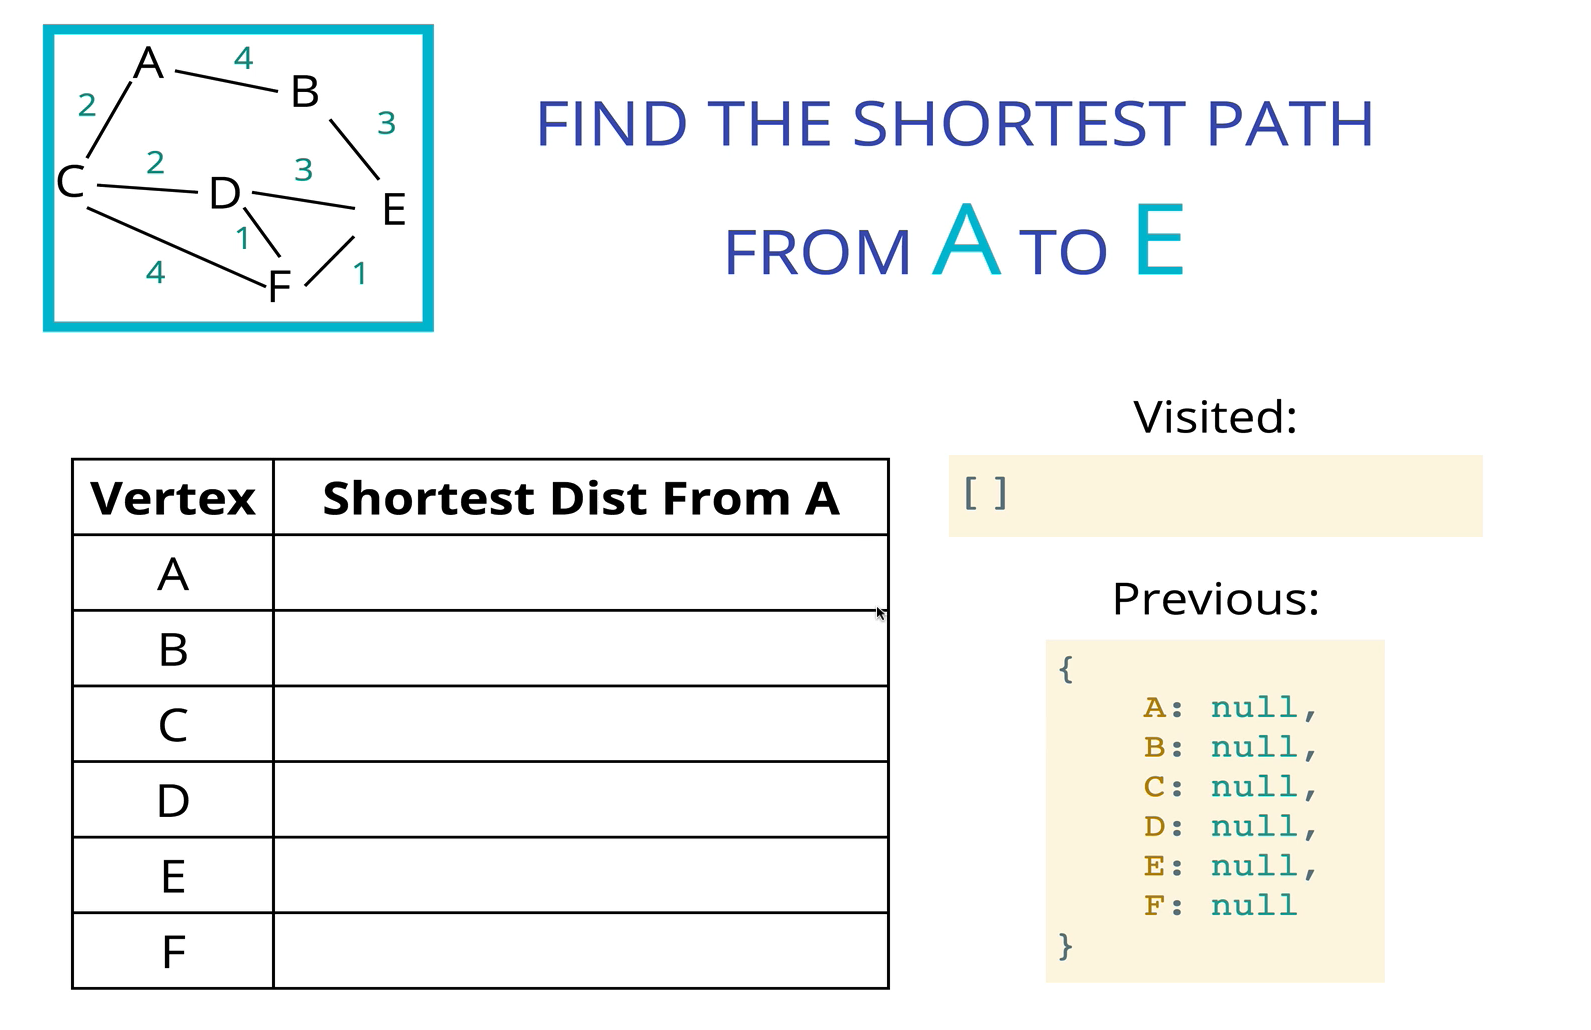 A 4 B
2 3
C 2 D 3 E
1
4 F 1
FIND THE SHORTEST PATH
FROM A TO E
Vertex Shortest Dist From A
A
B
C
D
E
F
Visited:
[ ]
Previous:
{
A: null,
B: null,
C: null,
D: null,
E: null,
F: null
}